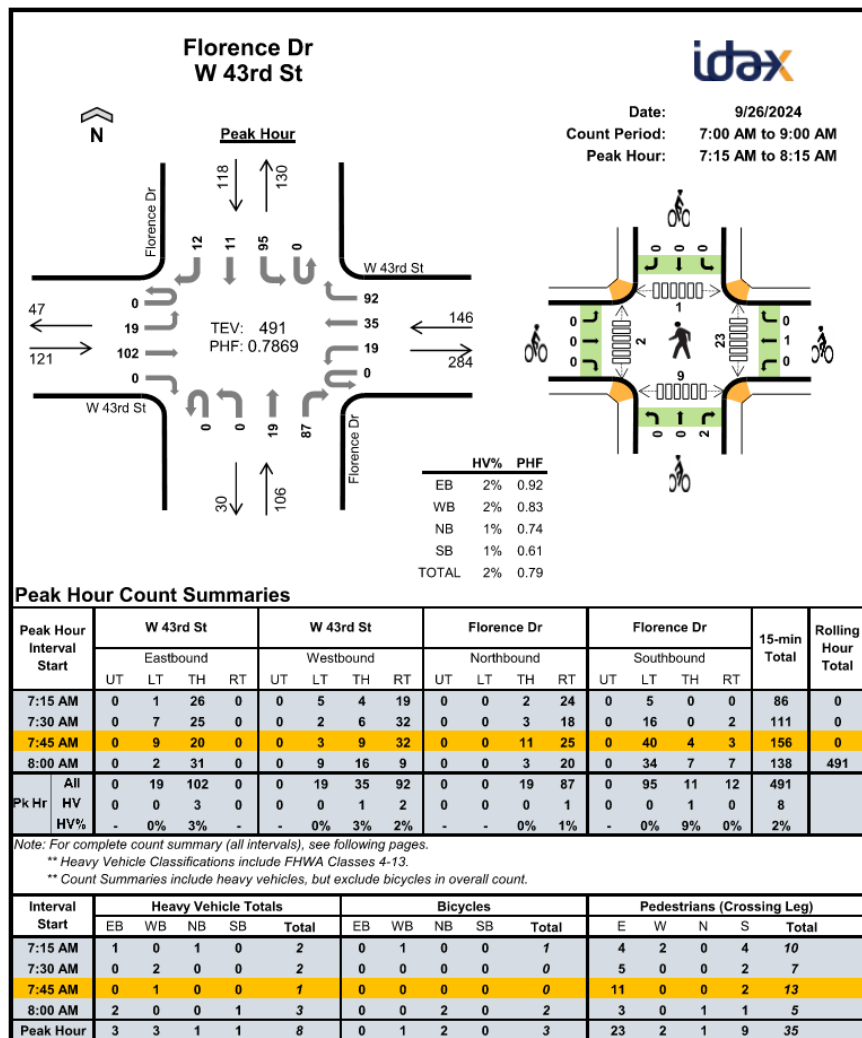 Florence Dr
W 43rd St
idax
N
Peak Hour
Date: 9/26/2024
Count Period: 7:00 AM to 9:00 AM
Peak Hour: 7:15 AM to 8:15 AM
118
130
Florence Dr
12 11 95 0
W 43rd St
0
19
102
0
47
121
TEV: 491
PHF: 0.7869
92
35
19
0
146
284
W 43rd St
0 0 19 87
Florence Dr
30
106
0 0 0
1
0
0
0
2
23
0
1
0
9
0 0 2
HV% PHF
EB 2% 0.92
WB 2% 0.83
NB 1% 0.74
SB 1% 0.61
TOTAL 2% 0.79
Peak Hour Count Summaries
Peak Hour Interval Start W 43rd St W 43rd St Florence Dr Florence Dr 15-min Total Rolling Hour Total
Eastbound Westbound Northbound Southbound
UT LT TH RT UT LT TH RT UT LT TH RT UT LT TH RT
7:15 AM 0 1 26 0 0 5 4 19 0 0 2 24 0 5 0 0 86 0
7:30 AM 0 7 25 0 0 2 6 32 0 0 3 18 0 16 0 2 111 0
7:45 AM 0 9 20 0 0 3 9 32 0 0 11 25 0 40 4 3 156 0
8:00 AM 0 2 31 0 0 9 16 9 0 0 3 20 0 34 7 7 138 491
Pk Hr All 0 19 102 0 0 19 35 92 0 0 19 87 0 95 11 12 491
HV 0 0 3 0 0 0 1 2 0 0 0 1 0 0 1 0 8
HV% - 0% 3% - - 0% 3% 2% - - 0% 1% - 0% 9% 0% 2%
Note: For complete count summary (all intervals), see following pages.
** Heavy Vehicle Classifications include FHWA Classes 4-13.
** Count Summaries include heavy vehicles, but exclude bicycles in overall count.
Interval Start Heavy Vehicle Totals Bicycles Pedestrians (Crossing Leg)
EB WB NB SB Total EB WB NB SB Total E W N S Total
7:15 AM 1 0 1 0 2 0 1 0 0 1 4 2 0 4 10
7:30 AM 0 2 0 0 2 0 0 0 0 0 5 0 0 2 7
7:45 AM 0 1 0 0 1 0 0 0 0 0 11 0 0 2 13
8:00 AM 2 0 0 1 3 0 0 2 0 2 3 0 1 1 5
Peak Hour 3 3 1 1 8 0 1 2 0 3 23 2 1 9 35